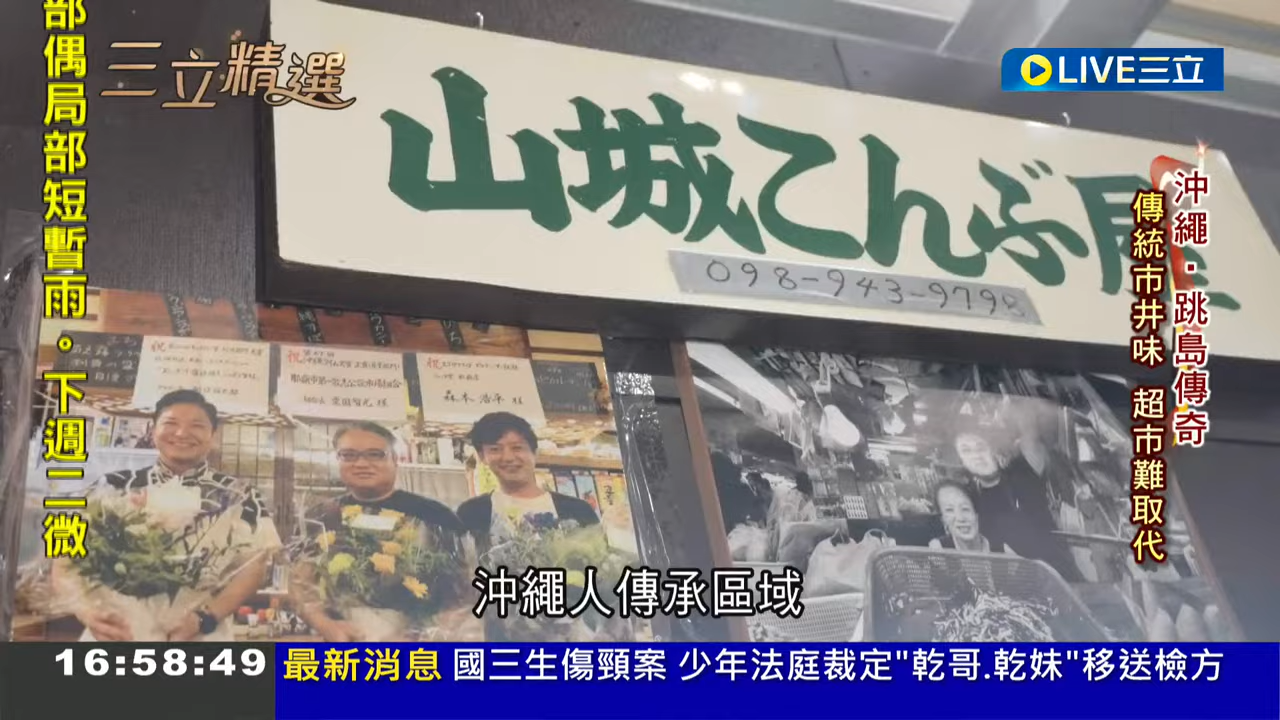 部偶局部短暫雨。下週二微
三立精選
LIVE三立
山城こんぶ屋
098-943-9798
沖繩．跳島傳奇
傳統市井味 超市難取代
祝
祝
祝
森本 浩平 様
沖繩人傳承區域
16:58:49
最新消息 國三生傷頸案 少年法庭裁定"乾哥.乾妹"移送檢方